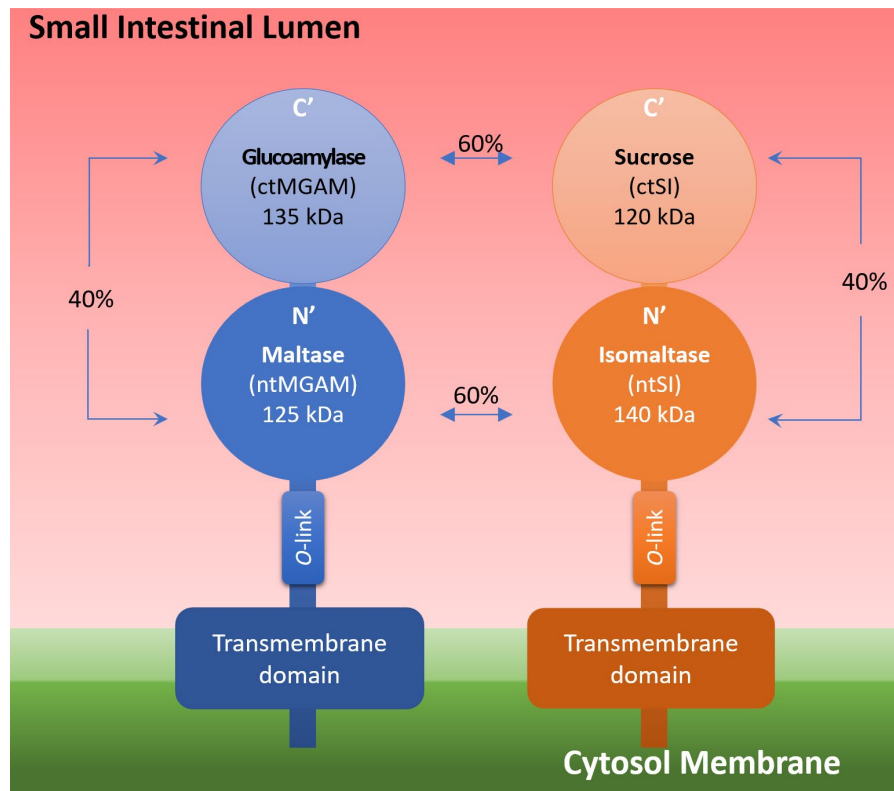 Small Intestinal Lumen
C'
Glucoamylase
(ctMGAM)
135 kDa
60%
C'
Sucrose
(ctSI)
120 kDa
40%
40%
N'
Maltase
(ntMGAM)
125 kDa
60%
N'
Isomaltase
(ntSI)
140 kDa
O-link
O-link
Transmembrane
domain
Transmembrane
domain
Cytosol Membrane